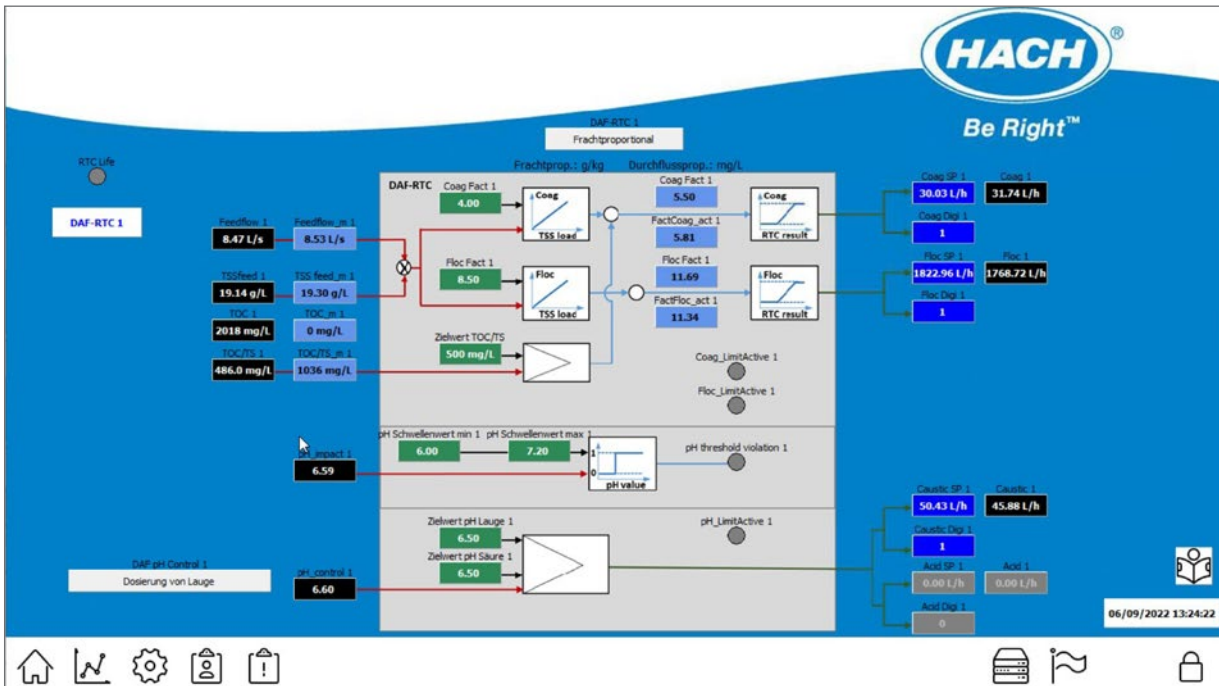 HACH®
Be Right™
DAF-RTC 1
Frachtproportional
RTC Life
DAF-RTC 1
Frachtprop.: g/kg
Durchflussprop.: mg/L
DAF-RTC
Coag Fact 1
4.00
Coag
TSS load
Coag Fact 1
5.50
FactCoag_act 1
5.81
Coag
RTC result
Coag SP 1
30.03 L/h
Coag 1
31.74 L/h
Coag Digi 1
1
Feedflow 1
8.47 L/s
Feedflow_m 1
8.53 L/s
TSSfeed 1
19.14 g/L
TSS feed_m 1
19.30 g/L
Floc Fact 1
8.50
Floc
TSS load
Floc Fact 1
11.69
FactFloc_act 1
11.34
Floc
RTC result
Floc SP 1
1822.96 L/h
Floc 1
1768.72 L/h
Floc Digi 1
1
TOC 1
2018 mg/L
TOC_m 1
0 mg/L
TOC/TS 1
486.0 mg/L
TOC/TS_m 1
1036 mg/L
Zielwert TOC/TS
500 mg/L
Coag_LimitActive 1
Floc_LimitActive 1
pH Schwellenwert min 1
6.00
pH Schwellenwert max 1
7.20
1
0
pH value
pH threshold violation 1
pH_impact 1
6.59
Zielwert pH Lauge 1
6.50
Zielwert pH Säure 1
6.50
pH_LimitActive 1
Caustic SP 1
50.43 L/h
Caustic 1
45.88 L/h
Caustic Digi 1
1
DAF pH Control 1
Dosierung von Lauge
pH_control 1
6.60
Acid SP 1
0.00 L/h
Acid 1
0.00 L/h
Acid Digi 1
0
06/09/2022 13:24:22